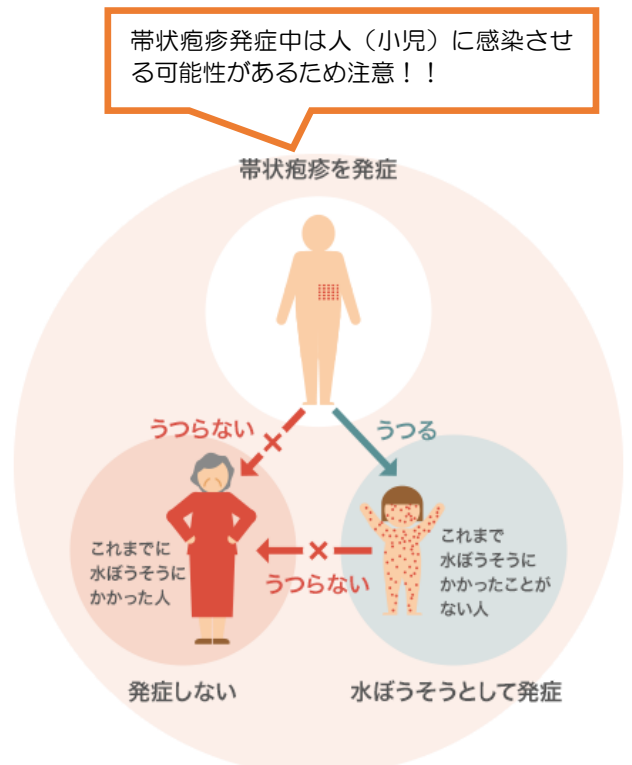 帯状疱疹発症中は人（小児）に感染させ
る可能性があるため注意！！
帯状疱疹を発症
うつらない
うつる
これまでに
水ぼうそうに
かかった人
うつらない
これまで
水ぼうそうに
かかったことが
ない人
発症しない
水ぼうそうとして発症